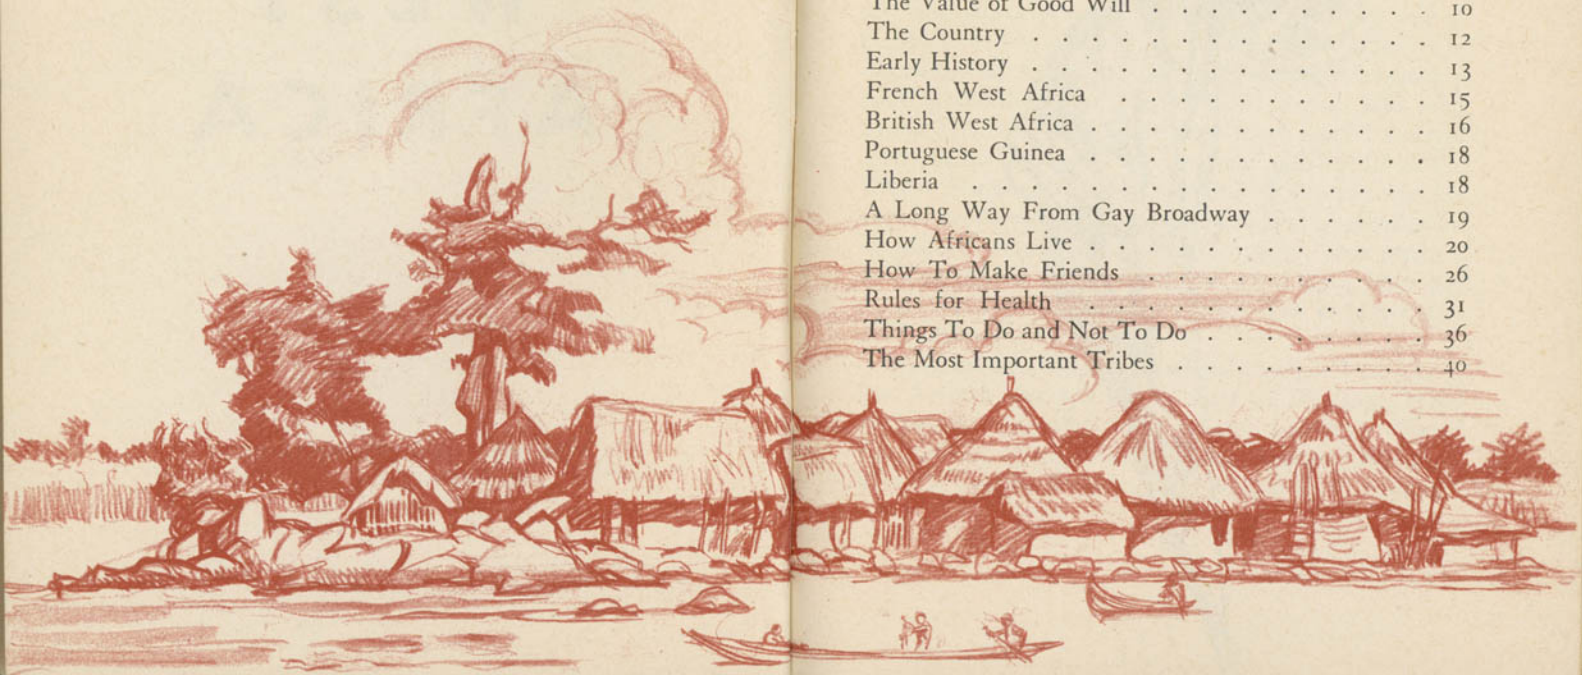 The Value of Good Will . . . . . . . . . . . 10
The Country . . . . . . . . . . . . . . . 12
Early History . . . . . . . . . . . . . . . 13
French West Africa . . . . . . . . . . . . 15
British West Africa . . . . . . . . . . . . . 16
Portuguese Guinea . . . . . . . . . . . . . 18
Liberia . . . . . . . . . . . . . . . . . 18
A Long Way From Gay Broadway . . . . . . 19
How Africans Live . . . . . . . . . . . . . 20
How To Make Friends . . . . . . . . . . . 26
Rules for Health . . . . . . . . . . . . . 31
Things To Do and Not To Do . . . . . . . . 36
The Most Important Tribes . . . . . . . . . 40